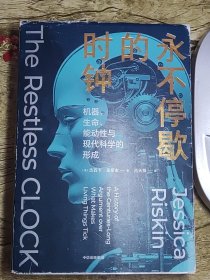 永不停歇
的
时钟
机器、
生命、
能动性与
现代科学的
形成
The Restless CLOCK
A History of
the Centuries-Long
Argument over
What Makes
Living Things Tick
Jessica
Riskin
中信出版集团